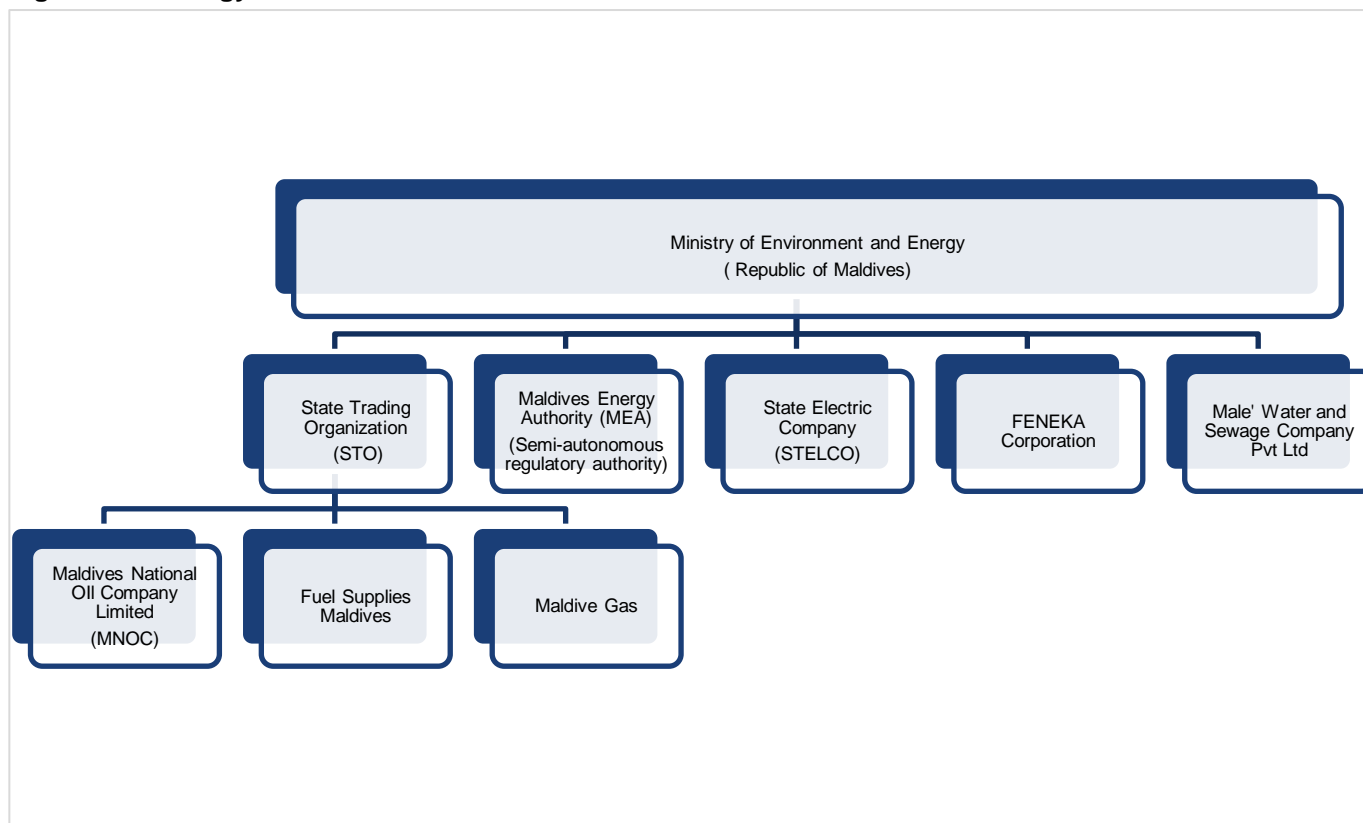 Ministry of Environment and Energy
( Republic of Maldives)
State Trading
Organization
(STO)
Maldives Energy
Authority (MEA)
(Semi-autonomous
regulatory authority)
State Electric
Company
(STELCO)
FENEKA
Corporation
Male' Water and
Sewage Company
Pvt Ltd
Maldives National
OIl Company
Limited
(MNOC)
Fuel Supplies
Maldives
Maldive Gas